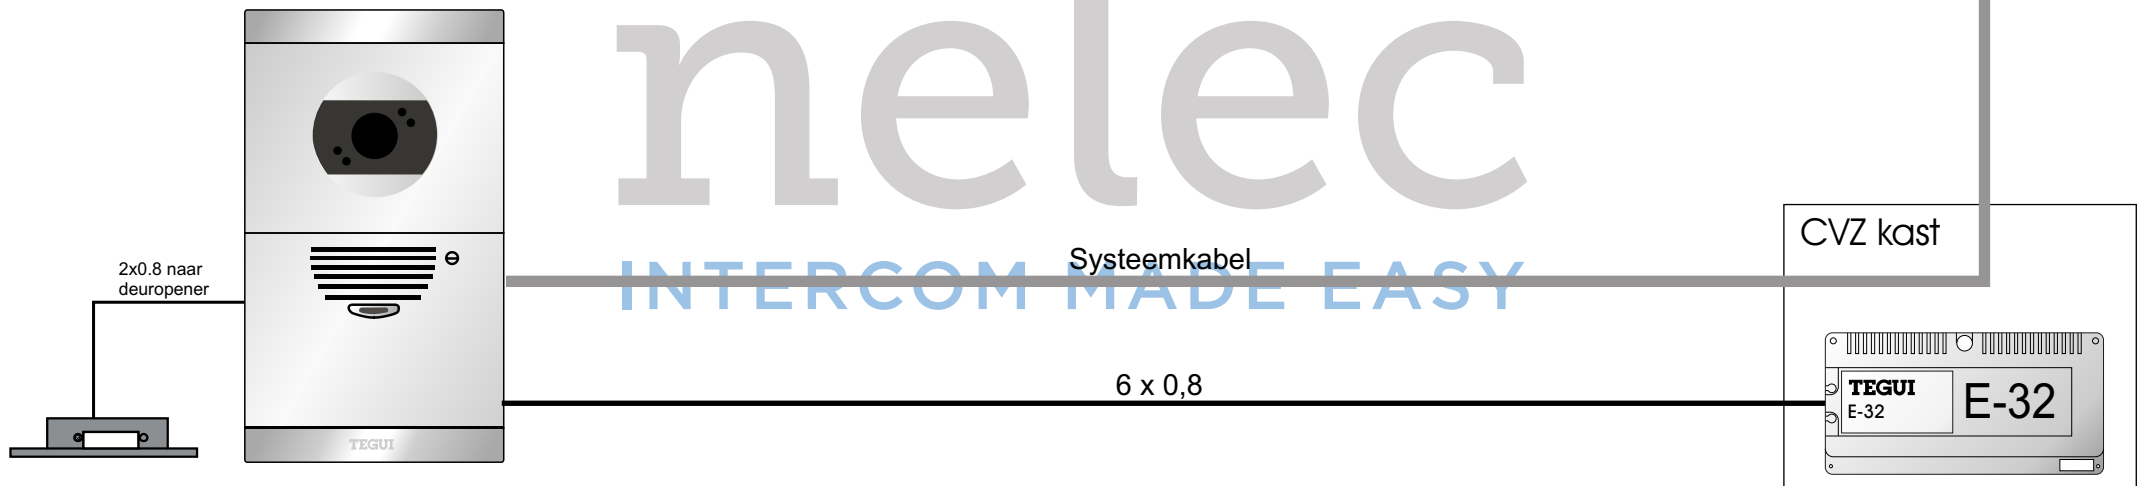 nelec
INTERCOM MADE EASY
CVZ kast
Systeemkabel
2x0.8 naar
deuropener
6 x 0,8
TEGUI
E-32
E-32
TEGUI